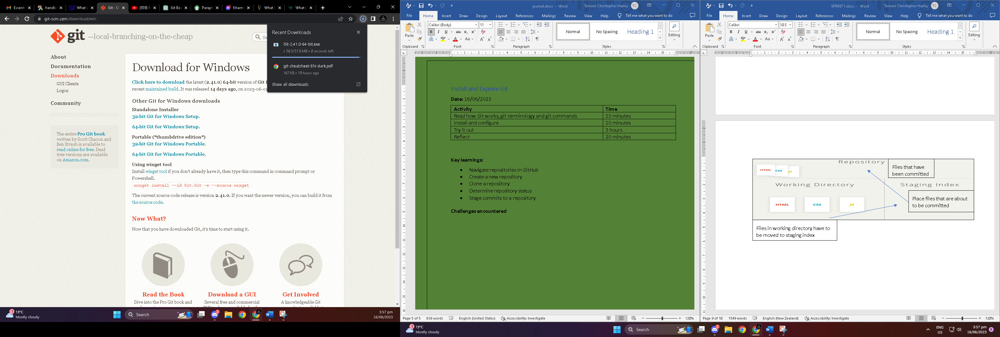 Essenti
handbo
What i
Git - D
(939) P
Git Bas
Paraph
Kharm
What i
What I
git-scm.com/download/win
git --local-branching-on-the-cheap
About
Documentation
Downloads
GUI Clients
Logos
Community
The entire Pro Git book
written by Scott Chacon and
Ben Straub is available to
read online for free. Dead
tree versions are available
on Amazon.com.
Download for Windows
Click here to download the latest (2.41.0) 64-bit version of Git f
recent maintained build. It was released 14 days ago, on 2023-06-01
Other Git for Windows downloads
Standalone Installer
32-bit Git for Windows Setup.
64-bit Git for Windows Setup.
Portable ("thumbdrive edition")
32-bit Git for Windows Portable.
64-bit Git for Windows Portable.
Using winget tool
Install winget tool if you don't already have it, then type this command in command prompt or
Powershell.
winget install --id Git.Git -e --source winget
The current source code release is version 2.41.0. If you want the newer version, you can build it from
the source code.
Now What?
Now that you have downloaded Git, it's time to start using it.
Read the Book
Dive into the Pro Git book and
Download a GUI
Several free and commercial
Get Involved
A knowledgeable Git
Recent Downloads
Git-2.41.0-64-bit.exe
↓ 56.5/57.8 MB • 0 seconds left
git-cheatsheet-EN-dark.pdf
167 KB • 19 hours ago
Show all downloads
1
13°C
Mostly cloudy
Search
2
3:57 pm
16/06/2023
journal.docx - Word
Temoni Christopher Harley
TC
File Home Insert Draw Design Layout References Mailings Review View Help Tell me what you want to do
Paste
Calibri (Body) 11
Normal
No Spacing
Heading 1
Editing
Clipboard Font Paragraph Styles
Install and Explore Git
Date: 16/06/2023
Activity Time
Read how Git works, git terminology and git commands 15 minutes
Install and configure 10 minutes
Try it out 3 hours
Reflect 20 minutes
Key learnings:
• Navigate repositories in GitHub
• Create a new repository
• Clone a repository
• Determine repository status
• Stage commits to a repository
Challenges encountered
Page 5 of 5 836 words English (United States) Accessibility: Investigate 120%
SPRINT 1.docx - Word
Temoni Christopher Harley
TC
File Home Insert Draw Design Layout References Mailings Review View Help Tell me what you want to do
Paste
Calibri 10.5
Normal
No Spacing
Heading 1
Editing
Clipboard Font Paragraph Styles
Repository
HTML CSS JS
Files that have
been committed
Working Directory
Staging Index
HTML CSS JS
Place files that are about
to be committed
Files in working directory have to
be moved to staging index
Page 9 of 10 1549 words English (New Zealand) Accessibility: Investigate 120%
1
13°C
Mostly cloudy
Search
2
ENG
US
3:57 pm
16/06/2023
8